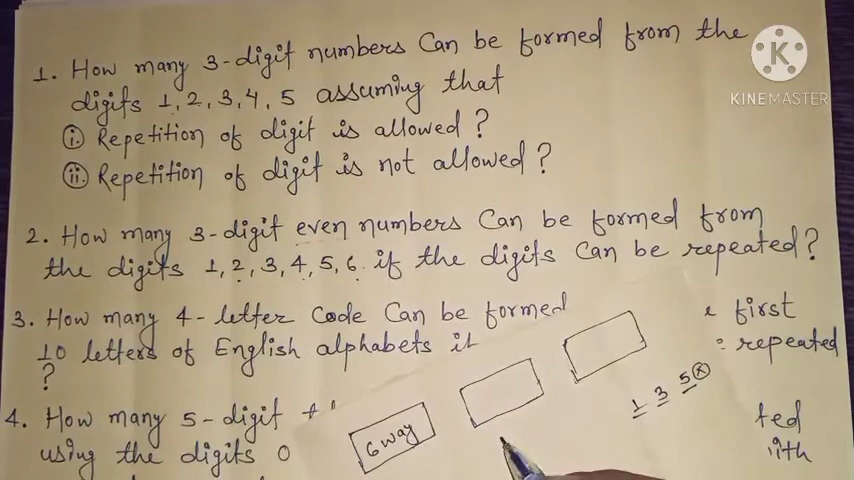 1. How many 3-digit numbers Can be formed from the
digits 1, 2, 3, 4, 5 assuming that
(i) Repetition of digit is allowed?
(ii) Repetition of digit is not allowed?
2. How many 3-digit even numbers Can be formed from
the digits 1, 2, 3, 4, 5, 6 if the digits Can be repeated?
3. How many 4-letter Code Can be formed first
10 letters of English alphabets if repeated
?
4. How many 5-digit
using the digits 0
6 way
1 3 5 (x)
K
KINEMASTER